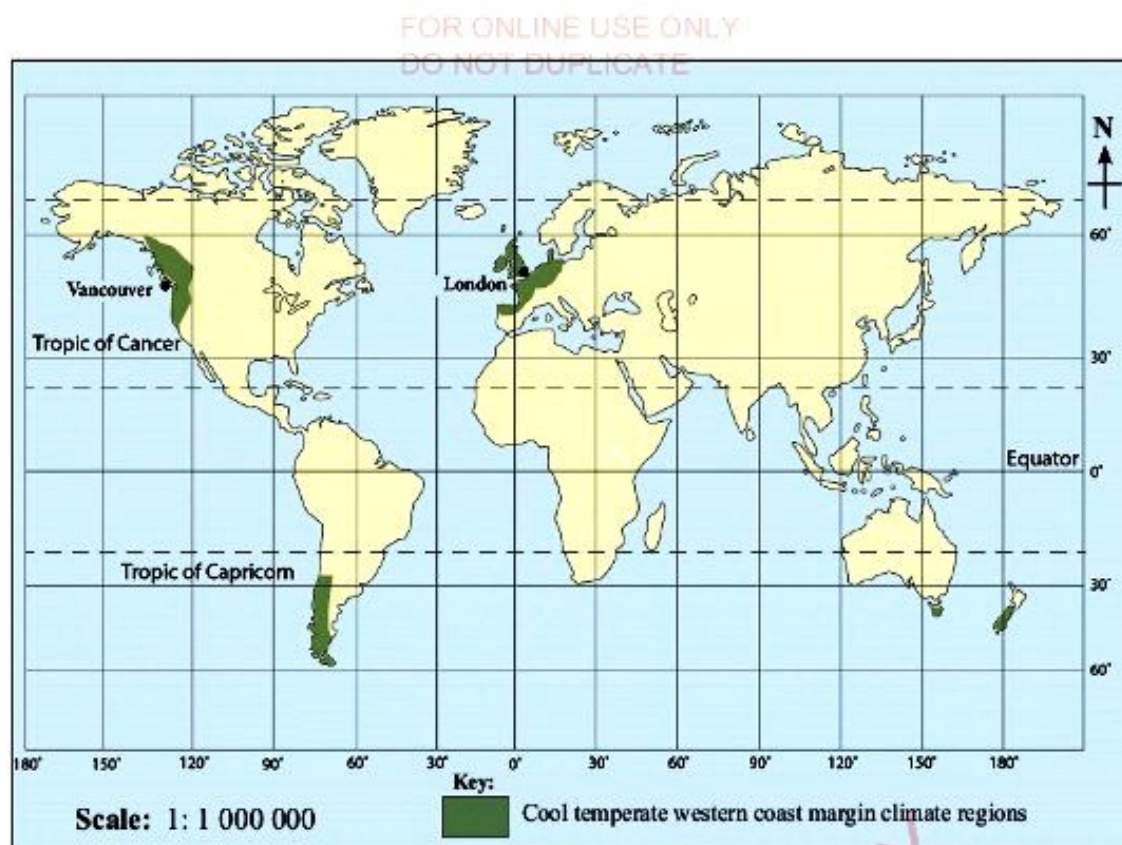 FOR ONLINE USE ONLY
DO NOT DUPLICATE
N
60°
Vancouver
London
Tropic of Cancer
30°
Equator
0°
Tropic of Capricorn
30°
60°
180° 150° 120° 90° 60° 30° 0° 30° 60° 90° 120° 150° 180°
Key:
Scale: 1: 1 000 000
Cool temperate western coast margin climate regions